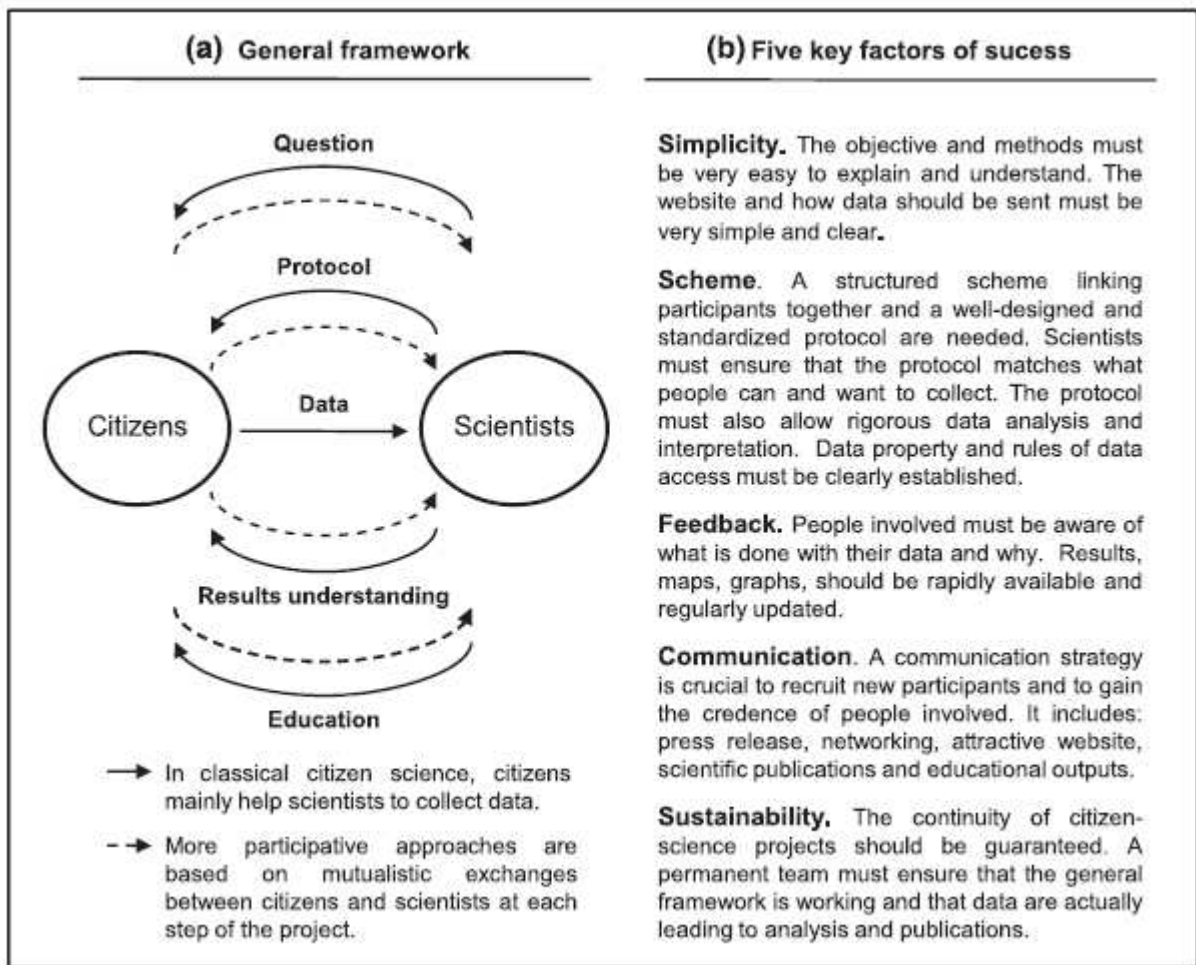 (a) General framework
Question
Protocol
Citizens
Data
Scientists
Results understanding
Education
In classical citizen science, citizens
mainly help scientists to collect data.
More participative approaches are
based on mutualistic exchanges
between citizens and scientists at each
step of the project.
(b) Five key factors of sucess
Simplicity. The objective and methods must
be very easy to explain and understand. The
website and how data should be sent must be
very simple and clear.
Scheme. A structured scheme linking
participants together and a well-designed and
standardized protocol are needed. Scientists
must ensure that the protocol matches what
people can and want to collect. The protocol
must also allow rigorous data analysis and
interpretation. Data property and rules of data
access must be clearly established.
Feedback. People involved must be aware of
what is done with their data and why. Results,
maps, graphs, should be rapidly available and
regularly updated.
Communication. A communication strategy
is crucial to recruit new participants and to gain
the credence of people involved. It includes:
press release, networking, attractive website,
scientific publications and educational outputs.
Sustainability. The continuity of citizen-
science projects should be guaranteed. A
permanent team must ensure that the general
framework is working and that data are actually
leading to analysis and publications.